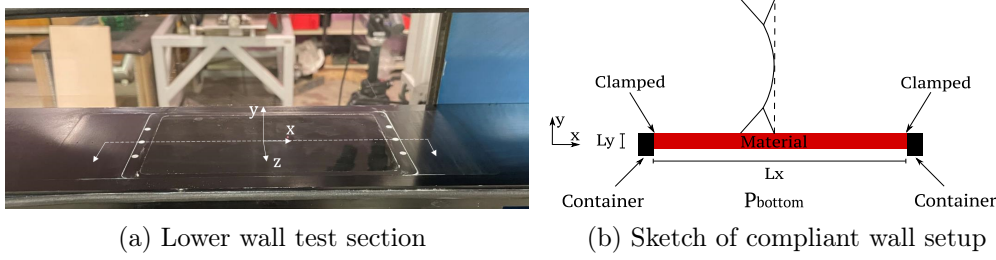 y
x
z
Clamped
Clamped
y
x
Ly
Material
Lx
Container
Pbottom
Container
(a) Lower wall test section
(b) Sketch of compliant wall setup